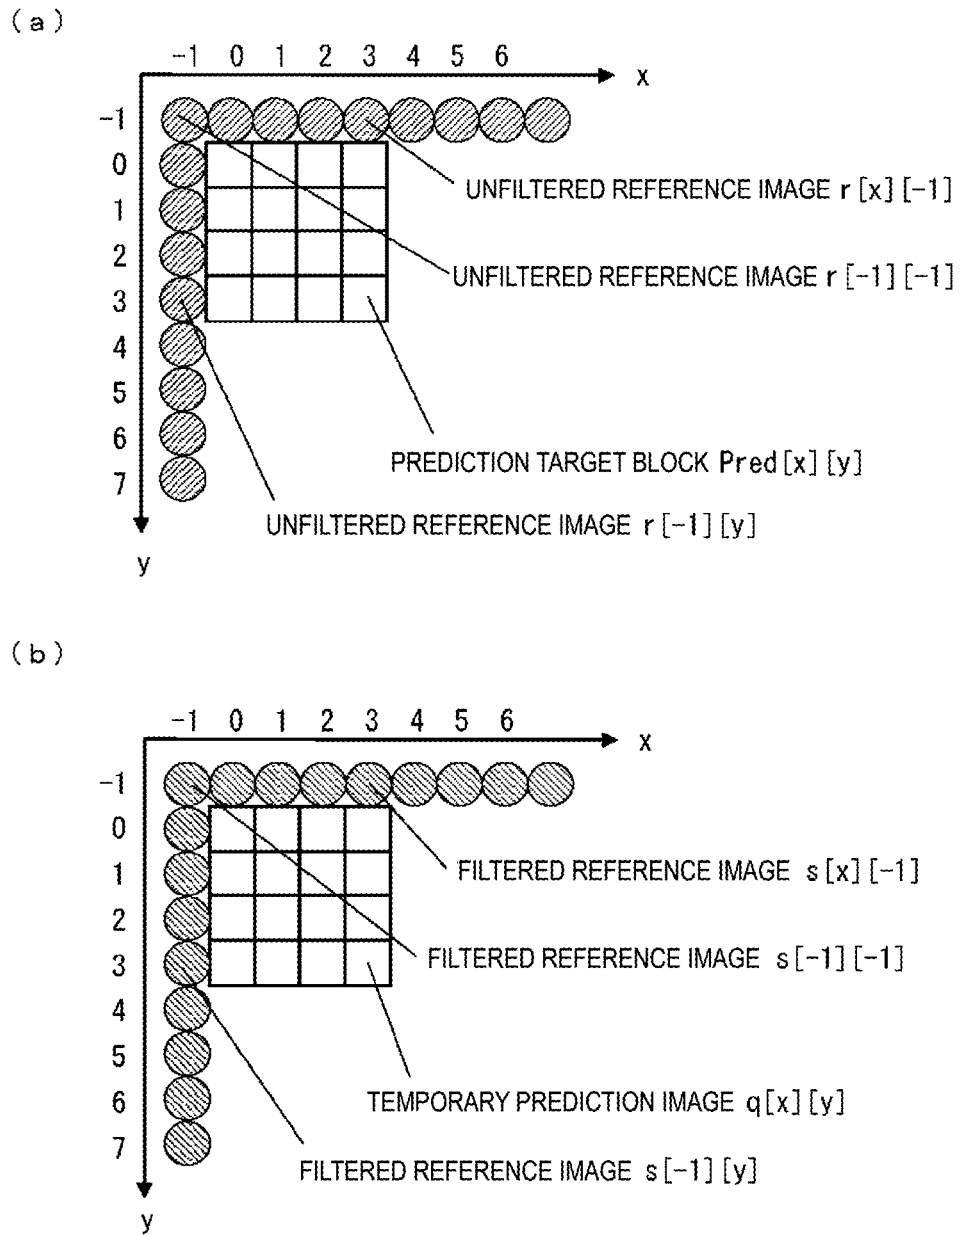 (a)
-1 0 1 2 3 4 5 6
x
-1
0
1
2
3
4
5
6
7
y
UNFILTERED REFERENCE IMAGE r[x][-1]
UNFILTERED REFERENCE IMAGE r[-1][-1]
PREDICTION TARGET BLOCK Pred[x][y]
UNFILTERED REFERENCE IMAGE r[-1][y]
(b)
-1 0 1 2 3 4 5 6
x
-1
0
1
2
3
4
5
6
7
y
FILTERED REFERENCE IMAGE s[x][-1]
FILTERED REFERENCE IMAGE s[-1][-1]
TEMPORARY PREDICTION IMAGE q[x][y]
FILTERED REFERENCE IMAGE s[-1][y]